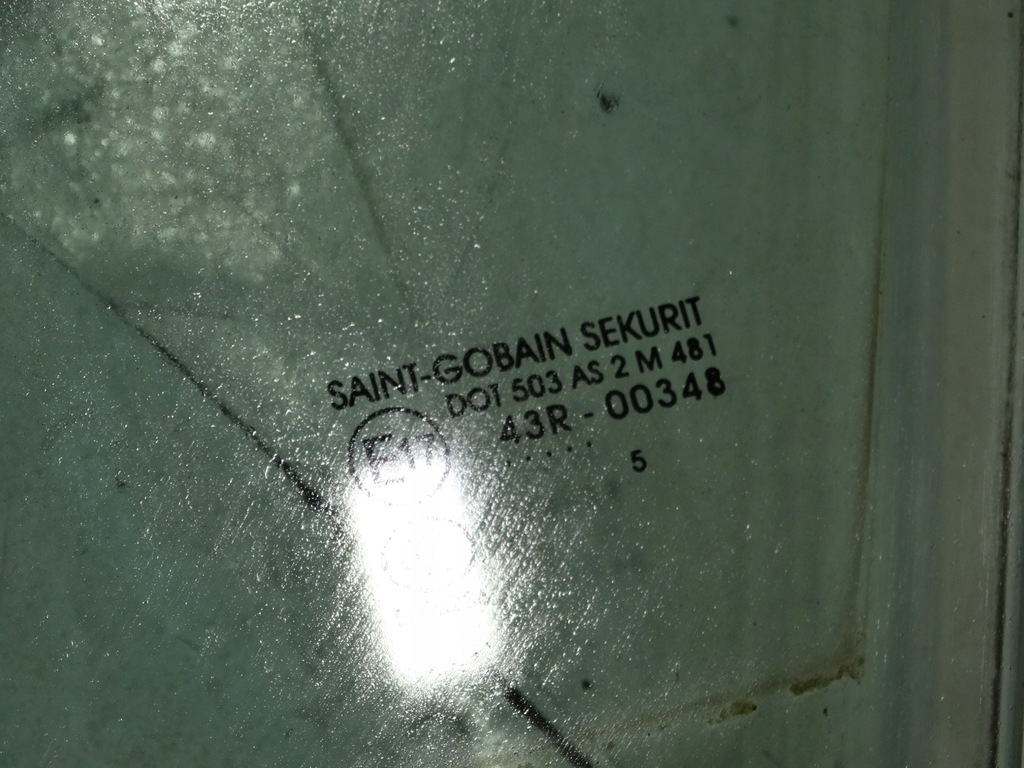 SAINT-GOBAIN SEKURIT
DOT 503 AS 2 M 481
43R - 00348
. . . . . 5